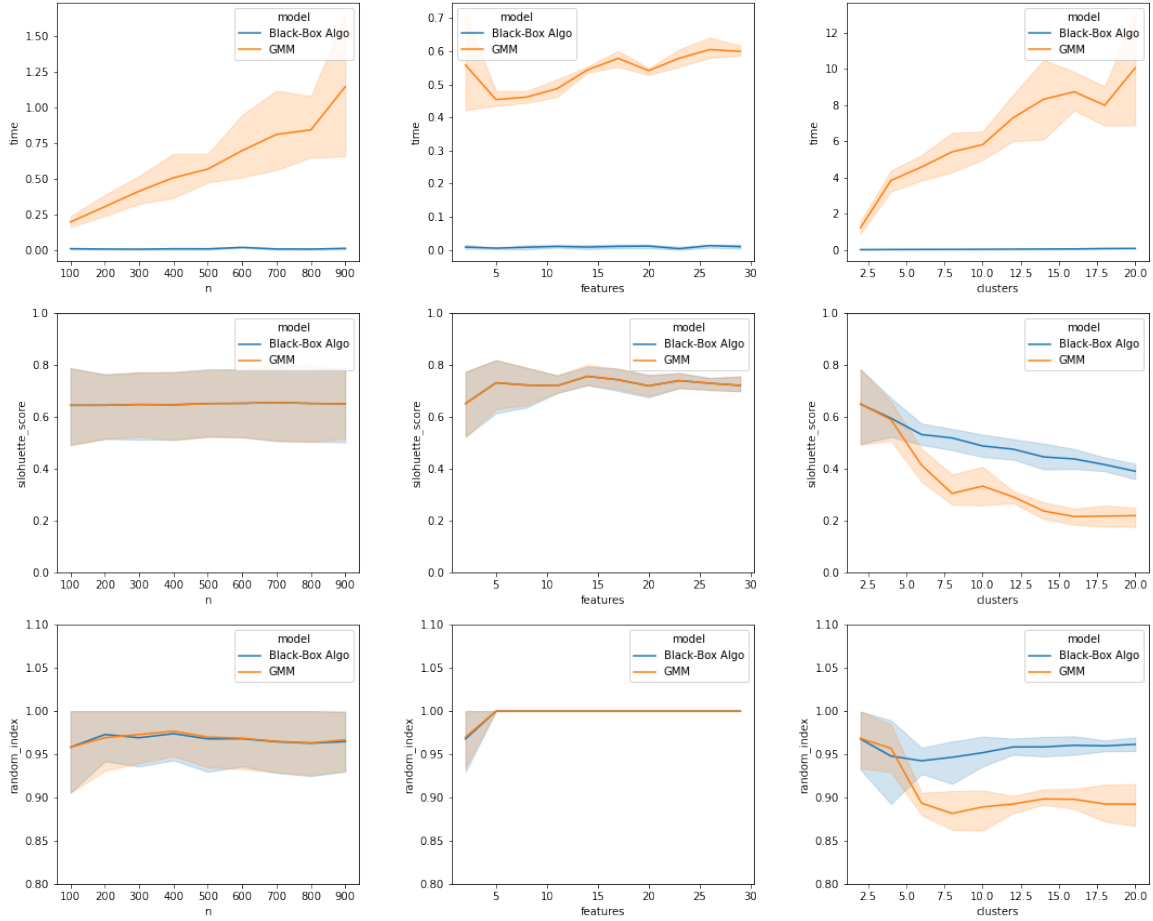 model
Black-Box Algo
GMM
time
1.50
1.25
1.00
0.75
0.50
0.25
0.00
100 200 300 400 500 600 700 800 900
n
model
Black-Box Algo
GMM
time
0.7
0.6
0.5
0.4
0.3
0.2
0.1
0.0
5 10 15 20 25 30
features
model
Black-Box Algo
GMM
time
12
10
8
6
4
2
0
2.5 5.0 7.5 10.0 12.5 15.0 17.5 20.0
clusters
model
Black-Box Algo
GMM
silohuette_score
1.0
0.8
0.6
0.4
0.2
0.0
100 200 300 400 500 600 700 800 900
n
model
Black-Box Algo
GMM
silohuette_score
1.0
0.8
0.6
0.4
0.2
0.0
5 10 15 20 25 30
features
model
Black-Box Algo
GMM
silohuette_score
1.0
0.8
0.6
0.4
0.2
0.0
2.5 5.0 7.5 10.0 12.5 15.0 17.5 20.0
clusters
model
Black-Box Algo
GMM
random_index
1.10
1.05
1.00
0.95
0.90
0.85
0.80
100 200 300 400 500 600 700 800 900
n
model
Black-Box Algo
GMM
random_index
1.10
1.05
1.00
0.95
0.90
0.85
0.80
5 10 15 20 25 30
features
model
Black-Box Algo
GMM
random_index
1.10
1.05
1.00
0.95
0.90
0.85
0.80
2.5 5.0 7.5 10.0 12.5 15.0 17.5 20.0
clusters